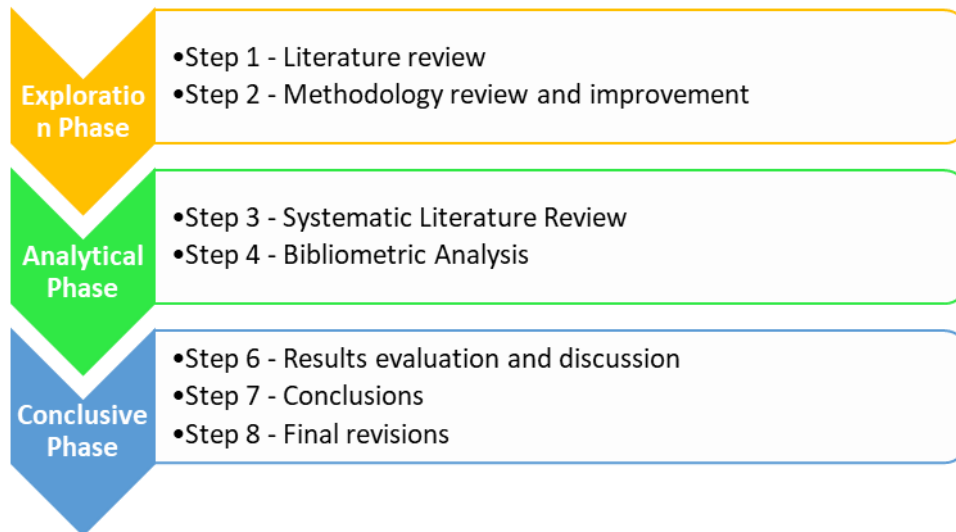 Exploratio
n Phase
•Step 1 - Literature review
•Step 2 - Methodology review and improvement
Analytical
Phase
•Step 3 - Systematic Literature Review
•Step 4 - Bibliometric Analysis
Conclusive
Phase
•Step 6 - Results evaluation and discussion
•Step 7 - Conclusions
•Step 8 - Final revisions